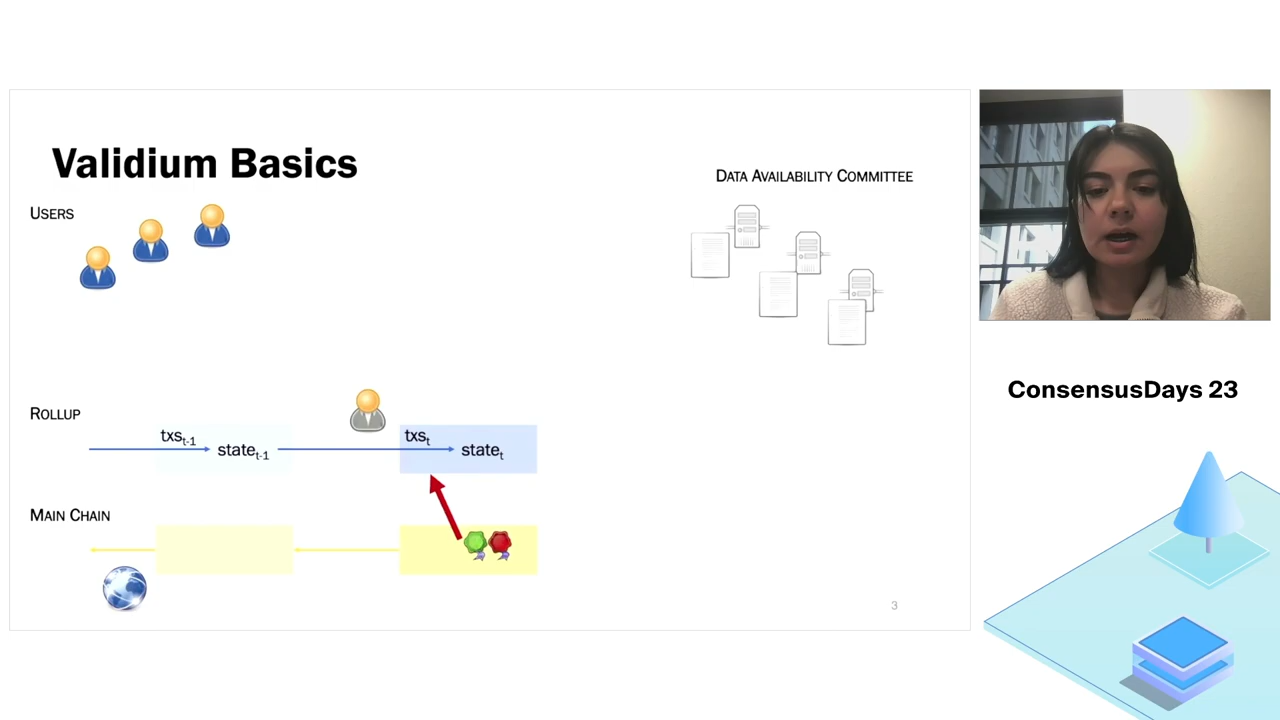 Validium Basics
DATA AVAILABILITY COMMITTEE
USERS
ROLLUP
txst-1
statet-1
txst
statet
MAIN CHAIN
3
ConsensusDays 23